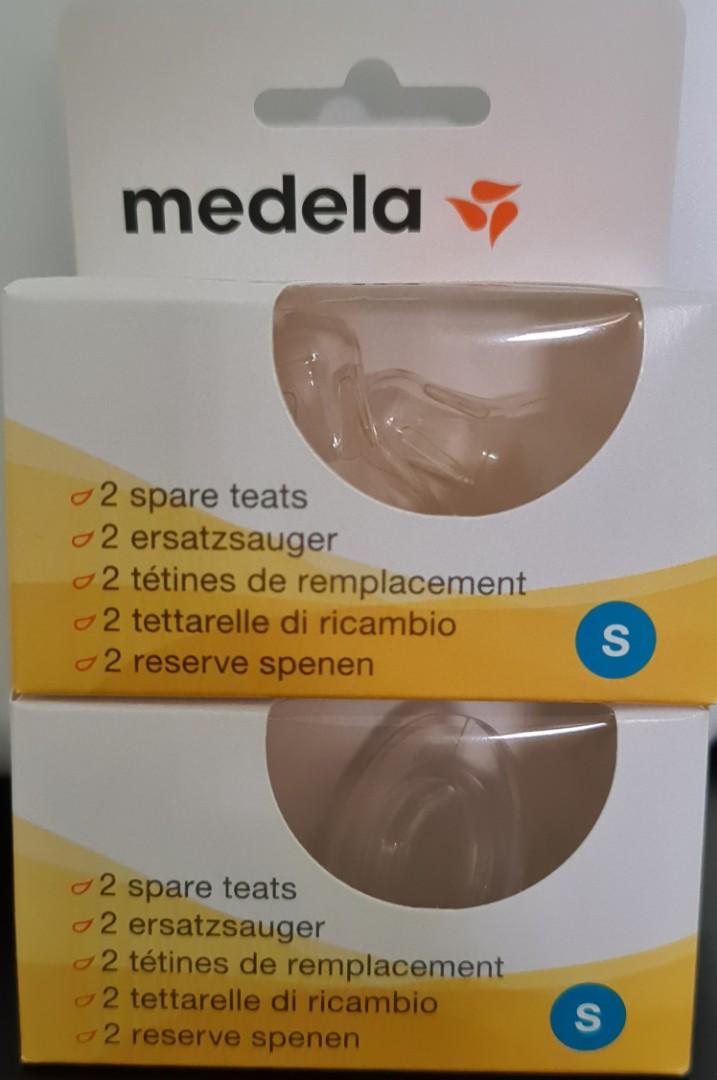 medela
2 spare teats
2 ersatzsauger
2 tétines de remplacement
2 tettarelle di ricambio
2 reserve spenen
S
2 spare teats
2 ersatzsauger
2 tétines de remplacement
2 tettarelle di ricambio
2 reserve spenen
S